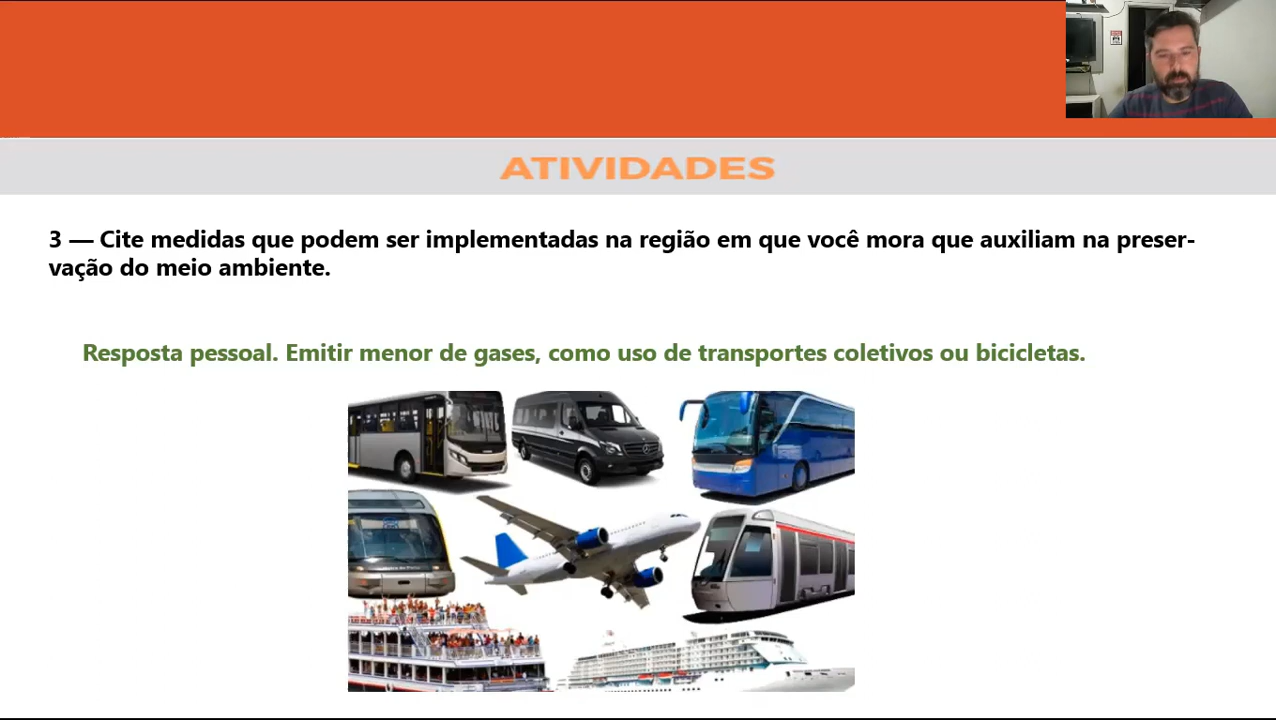 ATIVIDADES
3 — Cite medidas que podem ser implementadas na região em que você mora que auxiliam na preser-
vação do meio ambiente.
Resposta pessoal. Emitir menor de gases, como uso de transportes coletivos ou bicicletas.